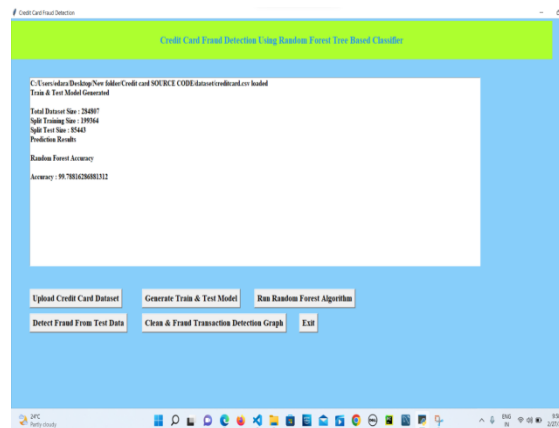 Credit Card Fraud Detection
Credit Card Fraud Detection Using Random Forest Tree Based Classifier
C:/Users/edara/Desktop/New folder/Credit card SOURCE CODE/dataset/creditcard.csv loaded
Train & Test Model Generated
Total Dataset Size : 284807
Split Training Size : 199364
Split Test Size : 85443
Prediction Results
Random Forest Accuracy
Accuracy : 99.78816286881312
Upload Credit Card Dataset
Generate Train & Test Model
Run Random Forest Algorithm
Detect Fraud From Test Data
Clean & Fraud Transaction Detection Graph
Exit
24°C
Partly cloudy
ENG
IN